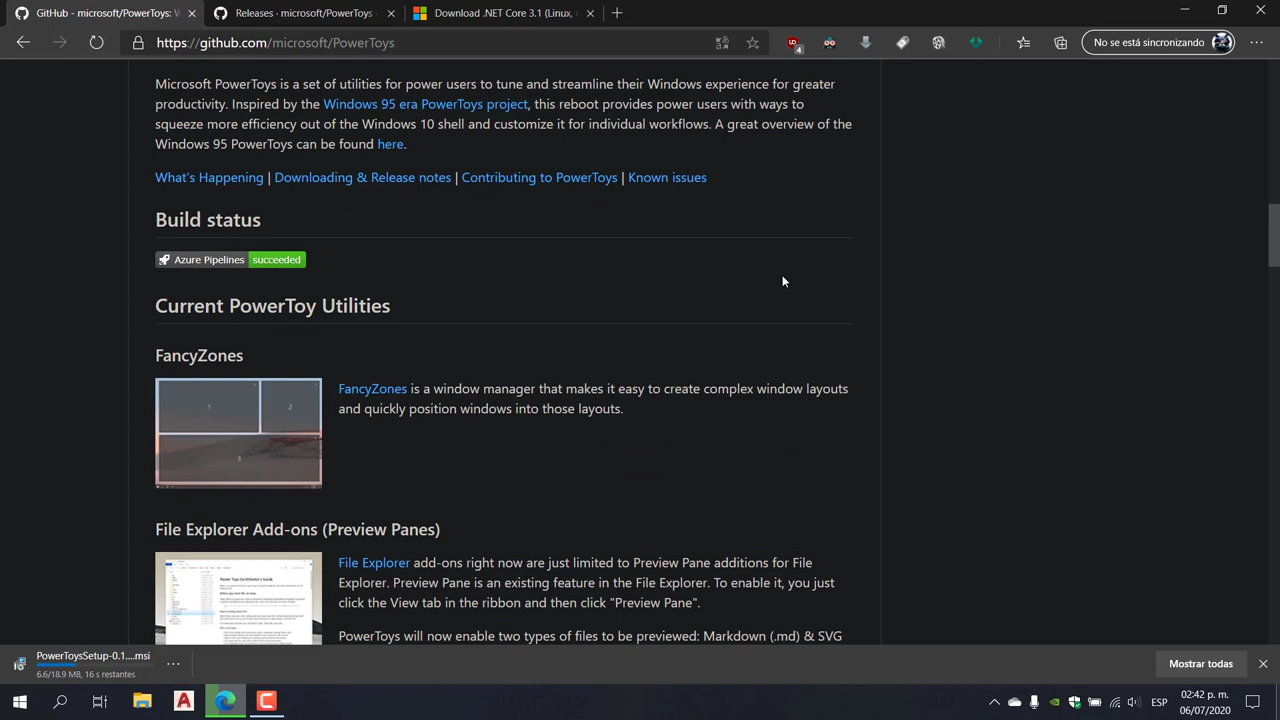 GitHub - microsoft/PowerToys: W
Releases · microsoft/PowerToys
Download .NET Core 3.1 (Linux,
https://github.com/microsoft/PowerToys
4
No se está sincronizando
Microsoft PowerToys is a set of utilities for power users to tune and streamline their Windows experience for greater
productivity. Inspired by the Windows 95 era PowerToys project, this reboot provides power users with ways to
squeeze more efficiency out of the Windows 10 shell and customize it for individual workflows. A great overview of the
Windows 95 PowerToys can be found here.
What's Happening | Downloading & Release notes | Contributing to PowerToys | Known issues
Build status
Azure Pipelines succeeded
Current PowerToy Utilities
FancyZones
1
2
3
FancyZones is a window manager that makes it easy to create complex window layouts
and quickly position windows into those layouts.
File Explorer Add-ons (Preview Panes)
File Explorer add-ons right now are just limited to Preview Pane additions for File
Explorer. Preview Pane is an existing feature in the File Explorer. To enable it, you just
click the View tab in the ribbon and then click Preview Pane.
enable of files to be previewed: Markdown (.md) & SVG
PowerToysSetup-0.1....msi
6.6/18.9 MB, 16 s restantes
Mostrar todas
ESP
02:42 p. m.
06/07/2020